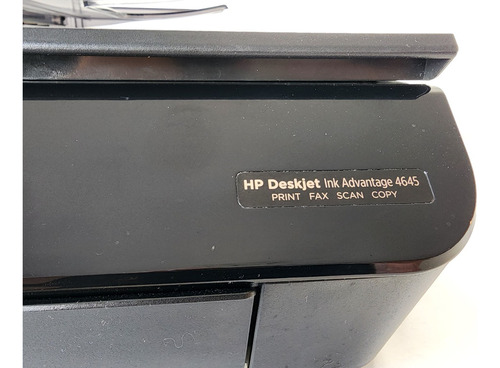 HP Deskjet Ink Advantage 4645
PRINT FAX SCAN COPY